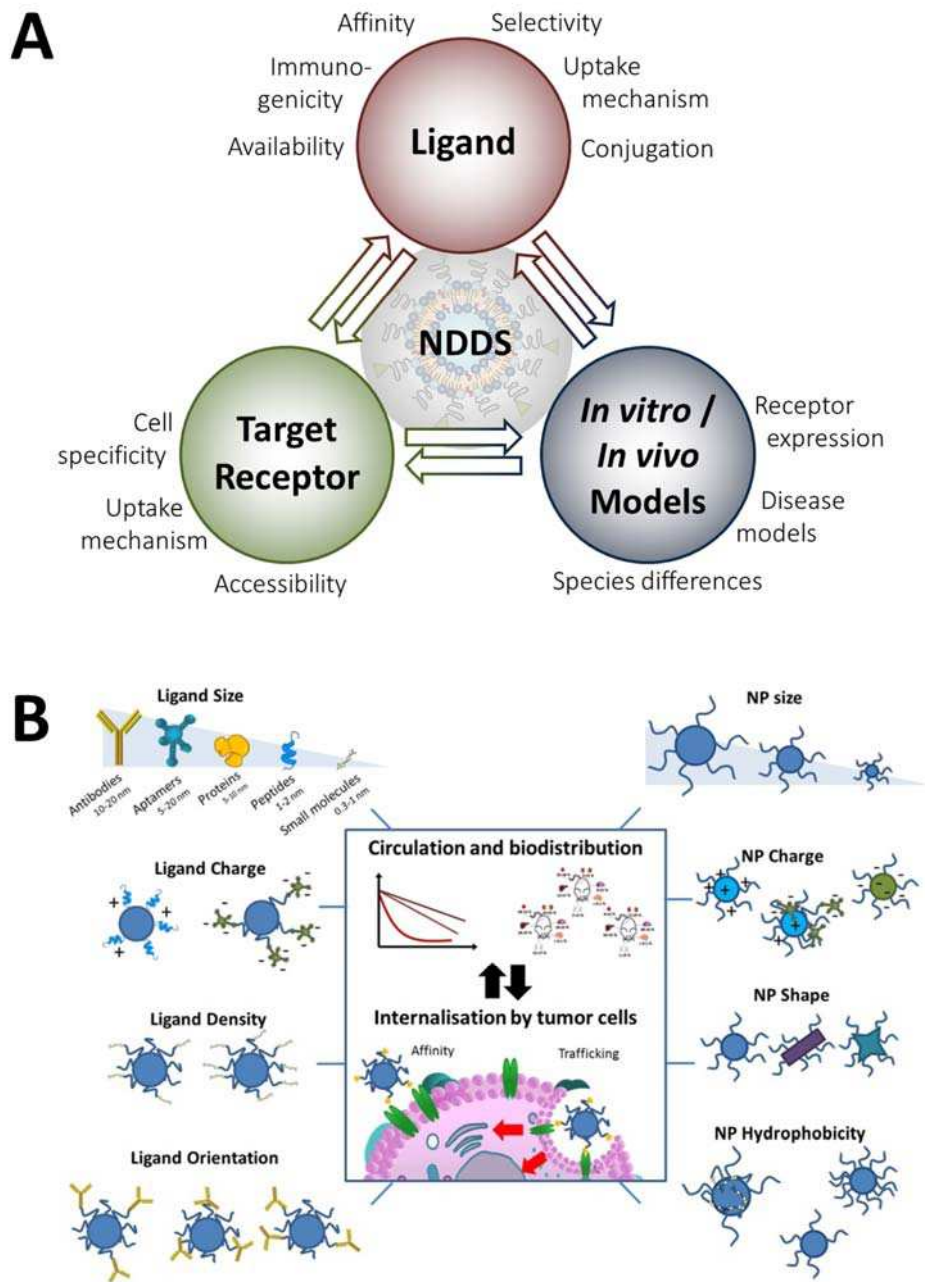 A
Affinity
Selectivity
Immuno-
genicity
Uptake
mechanism
Availability
Conjugation
Ligand
NDDS
Target
Receptor
In vitro /
In vivo
Models
Cell
specificity
Uptake
mechanism
Accessibility
Receptor
expression
Disease
models
Species differences
B
Ligand Size
Antibodies
10-20 nm
Aptamers
5-20 nm
Proteins
Peptides
1-2 nm
Small molecules
0.3-1 nm
NP size
Circulation and biodistribution
Ligand Charge
NP Charge
Ligand Density
NP Shape
Internalisation by tumor cells
Affinity
Trafficking
Ligand Orientation
NP Hydrophobicity